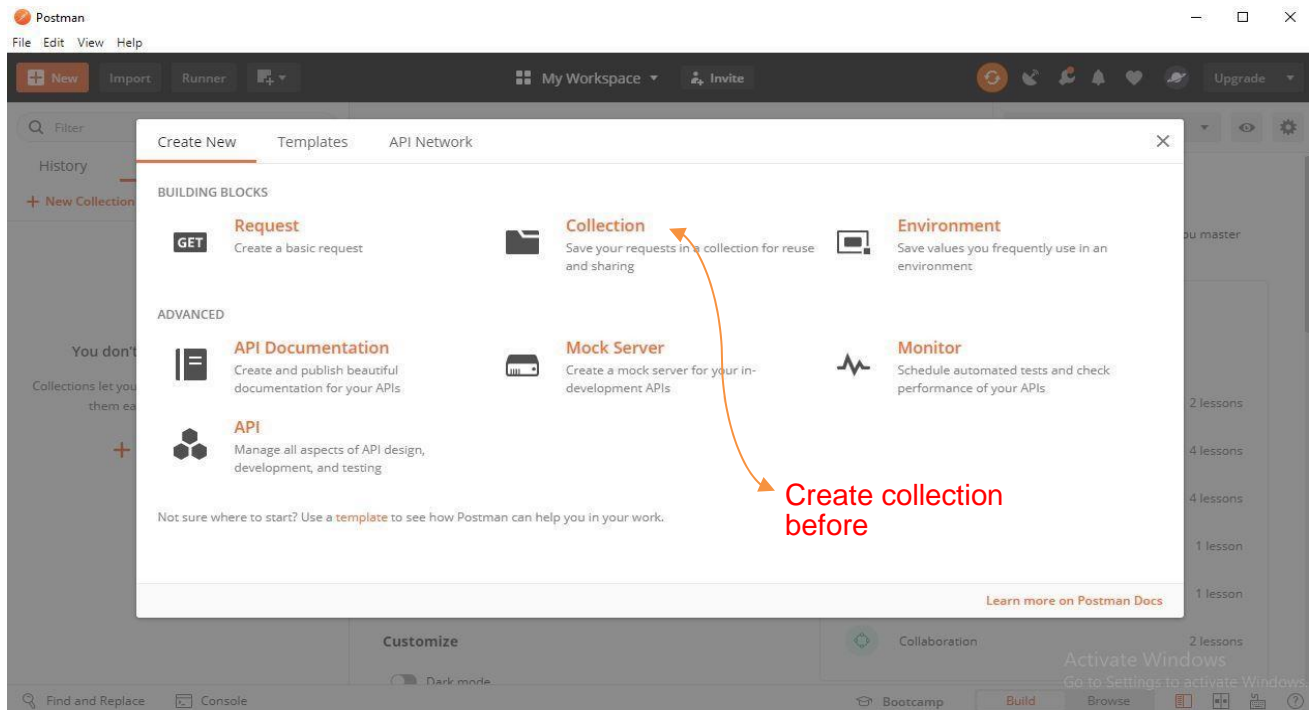 Postman
File Edit View Help
New Import Runner My Workspace Invite Upgrade
Filter
History
+ New Collection
Create New Templates API Network
BUILDING BLOCKS
GET
Request
Create a basic request
Collection
Save your requests in a collection for reuse
and sharing
Environment
Save values you frequently use in an
environment
ADVANCED
API Documentation
Create and publish beautiful
documentation for your APIs
Mock Server
Create a mock server for your in-
development APIs
Monitor
Schedule automated tests and check
performance of your APIs
API
Manage all aspects of API design,
development, and testing
Not sure where to start? Use a template to see how Postman can help you in your work.
Create collection
before
Learn more on Postman Docs
You don't
Collections let you
them
master
2 lessons
4 lessons
4 lessons
1 lesson
1 lesson
Customize
Collaboration 2 lessons
Dark mode
Activate Windows
Go to Settings to activate Windows.
Find and Replace Console Bootcamp Build Browse